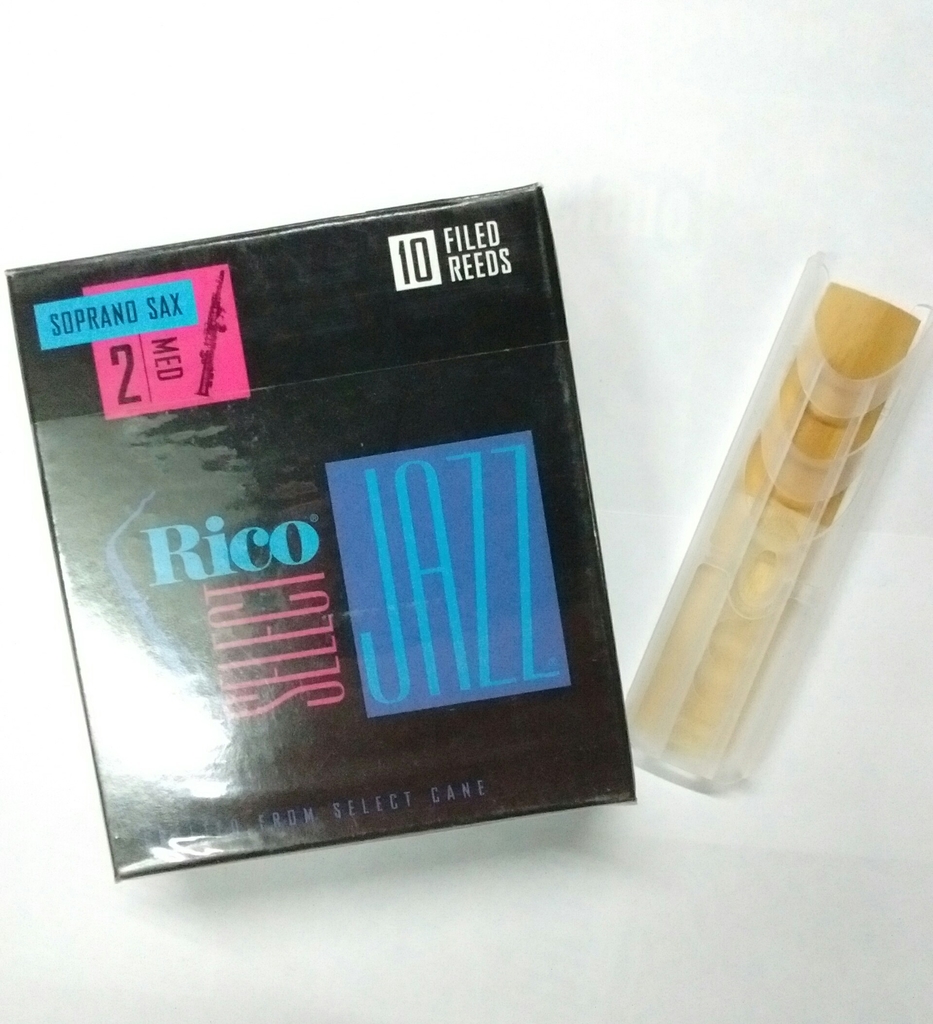 10 FILED
REEDS
SOPRANO SAX
2 MED
Rico®
SELECT
JAZZ
FROM SELECT CANE